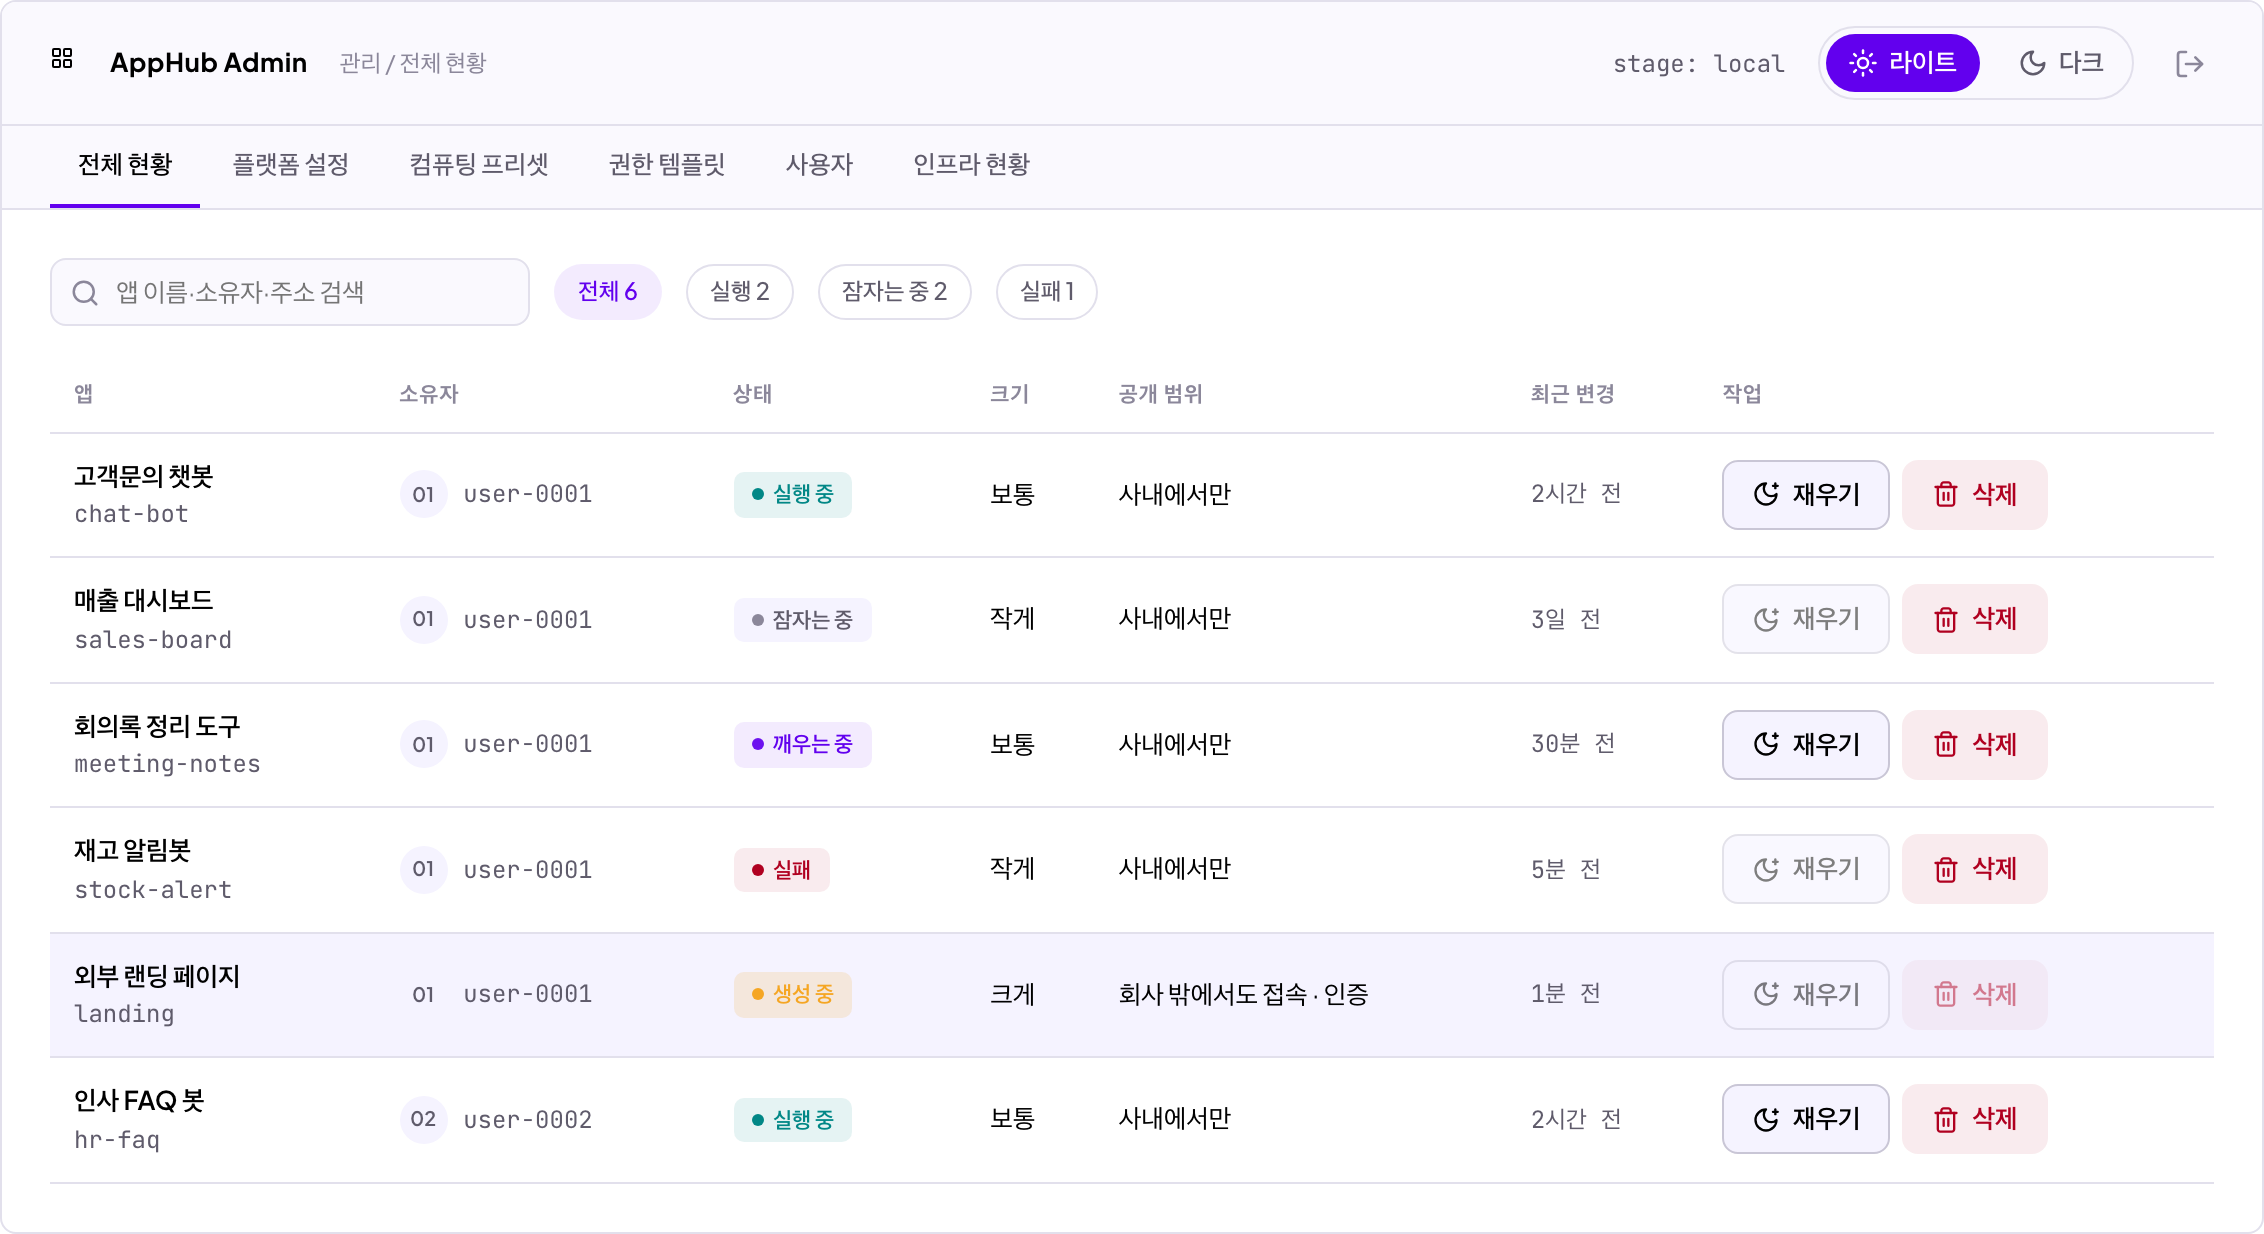 AppHub Admin 관리 / 전체 현황 stage: local 라이트 다크
전체 현황 플랫폼 설정 컴퓨팅 프리셋 권한 템플릿 사용자 인프라 현황
앱 이름·소유자·주소 검색 전체 6 실행 2 잠자는 중 2 실패 1
앱 소유자 상태 크기 공개 범위 최근 변경 작업
고객문의 챗봇
chat-bot
01 user-0001 실행 중 보통 사내에서만 2시간 전 재우기 삭제
매출 대시보드
sales-board
01 user-0001 잠자는 중 작게 사내에서만 3일 전 재우기 삭제
회의록 정리 도구
meeting-notes
01 user-0001 깨우는 중 보통 사내에서만 30분 전 재우기 삭제
재고 알림봇
stock-alert
01 user-0001 실패 작게 사내에서만 5분 전 재우기 삭제
외부 랜딩 페이지
landing
01 user-0001 생성 중 크게 회사 밖에서도 접속 · 인증 1분 전 재우기 삭제
인사 FAQ 봇
hr-faq
02 user-0002 실행 중 보통 사내에서만 2시간 전 재우기 삭제